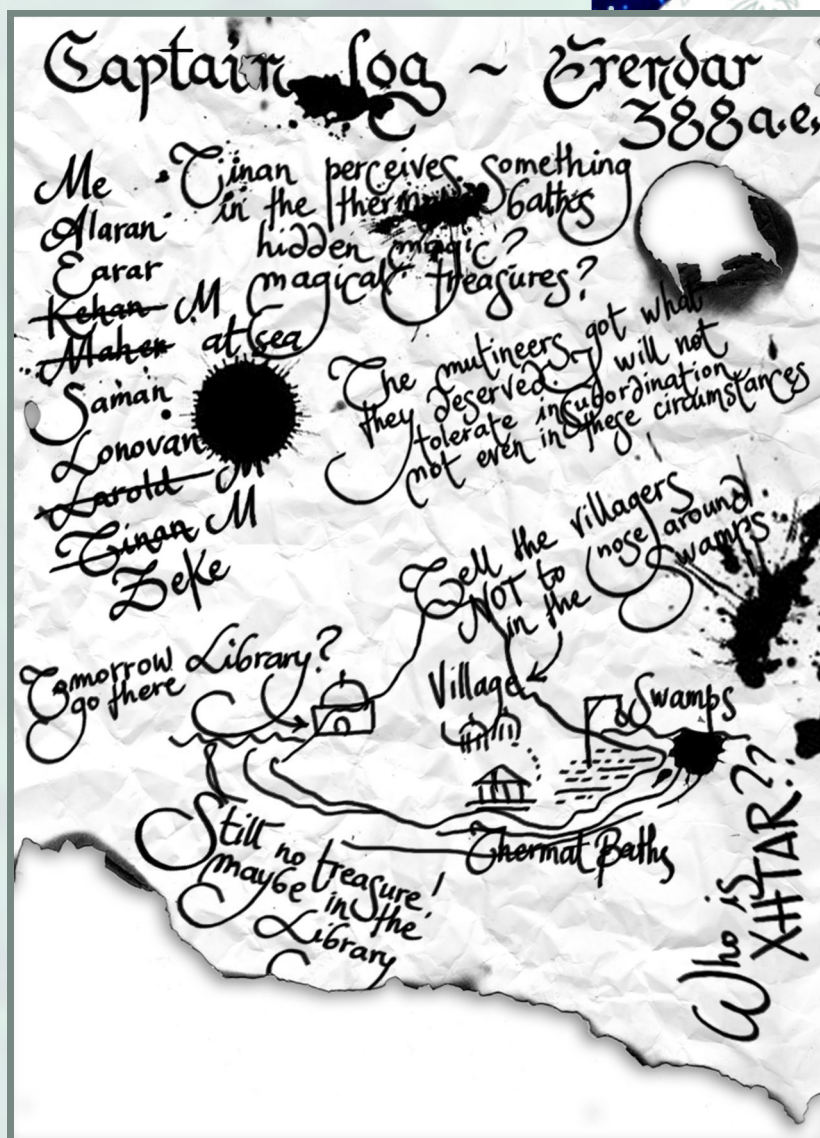 Captain Log ~ Erendar
388 a.e.
Me
Alaran
Earar
Kehan M
Maher at sea
Saman
Lonovan
Larold M
Tinan M
Zeke
Tinan perceives something
in the thermal baths
hidden magic?
magical treasures?
The mutineers got what
they deserved. I will not
tolerate insubordination
not even in these circumstances
Tell the villagers
NOT to nose around
in the Swamps
Tomorrow Library?
go there
Village
Swamps
Thermal Baths
Still no treasure!
maybe in the
Library
Who is
XHTAR??